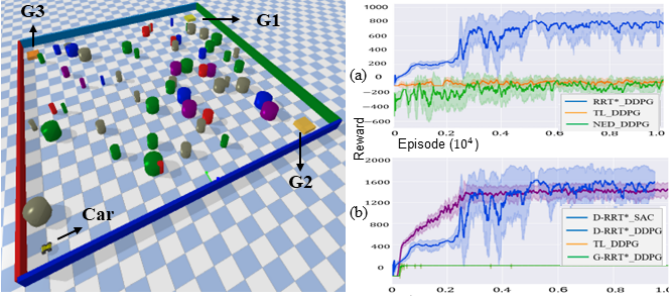 G3
G1
G2
Car
(a)
1000
800
600
400
200
0
-200
-400
-600
RRT*_DDPG
TL_DDPG
NED_DDPG
0.0
0.2
0.4
0.6
0.8
1.0
Reward
Episode (10⁴)
(b)
2000
1600
1200
800
400
0
D-RRT*_SAC
D-RRT*_DDPG
TL_DDPG
G-RRT*_DDPG
0.0
0.2
0.4
0.6
0.8
1.0